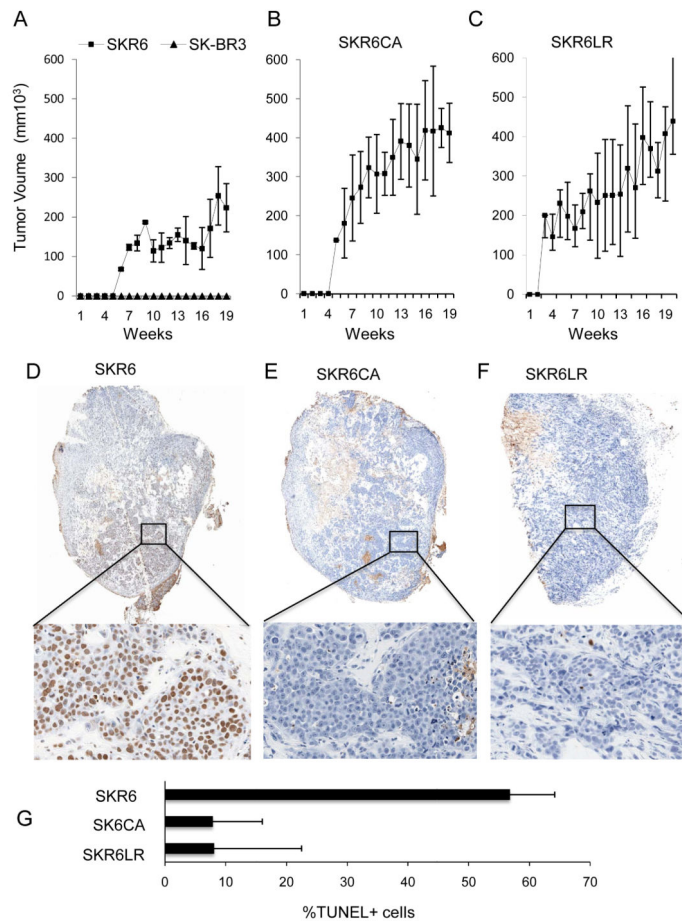 A
B
C
SKR6
SK-BR3
SKR6CA
SKR6LR
Tumor Voume (mm10³)
600
500
400
300
200
100
0
1 4 7 10 13 16 19
Weeks
600
500
400
300
200
100
0
1 4 7 10 13 16 19
Weeks
600
500
400
300
200
100
0
1 4 7 10 13 16 19
Weeks
D
SKR6
E
SKR6CA
F
SKR6LR
G
SKR6
SK6CA
SKR6LR
0 10 20 30 40 50 60 70
%TUNEL+ cells